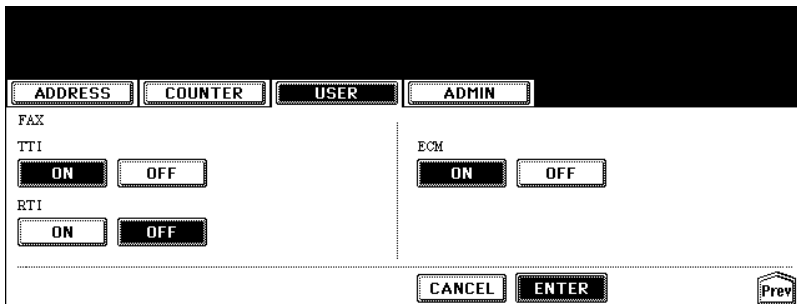 ADDRESS COUNTER USER ADMIN
FAX
TTI
ON OFF
RTI
ON OFF
ECM
ON OFF
CANCEL ENTER Prev